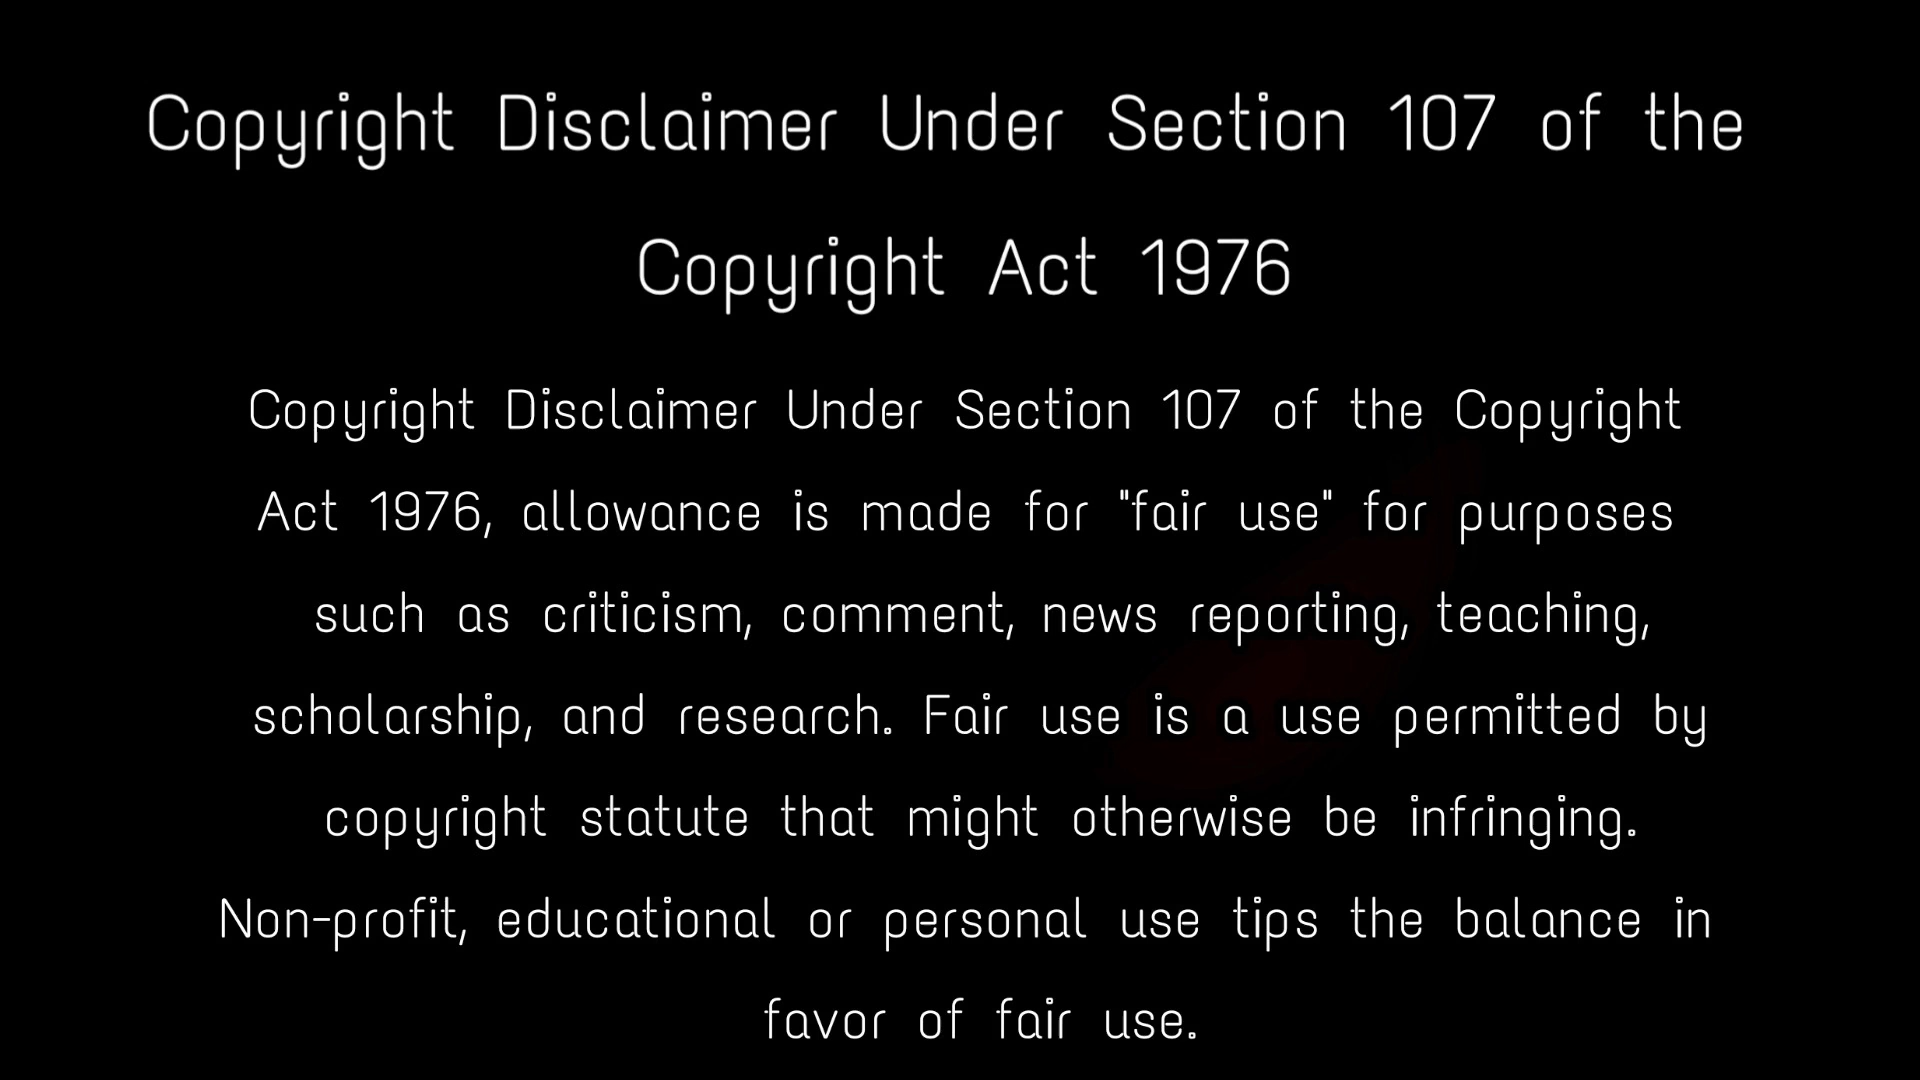 Copyright Disclaimer Under Section 107 of the
Copyright Act 1976
Copyright Disclaimer Under Section 107 of the Copyright
Act 1976, allowance is made for "fair use" for purposes
such as criticism, comment, news reporting, teaching,
scholarship, and research. Fair use is a use permitted by
copyright statute that might otherwise be infringing.
Non-profit, educational or personal use tips the balance in
favor of fair use.